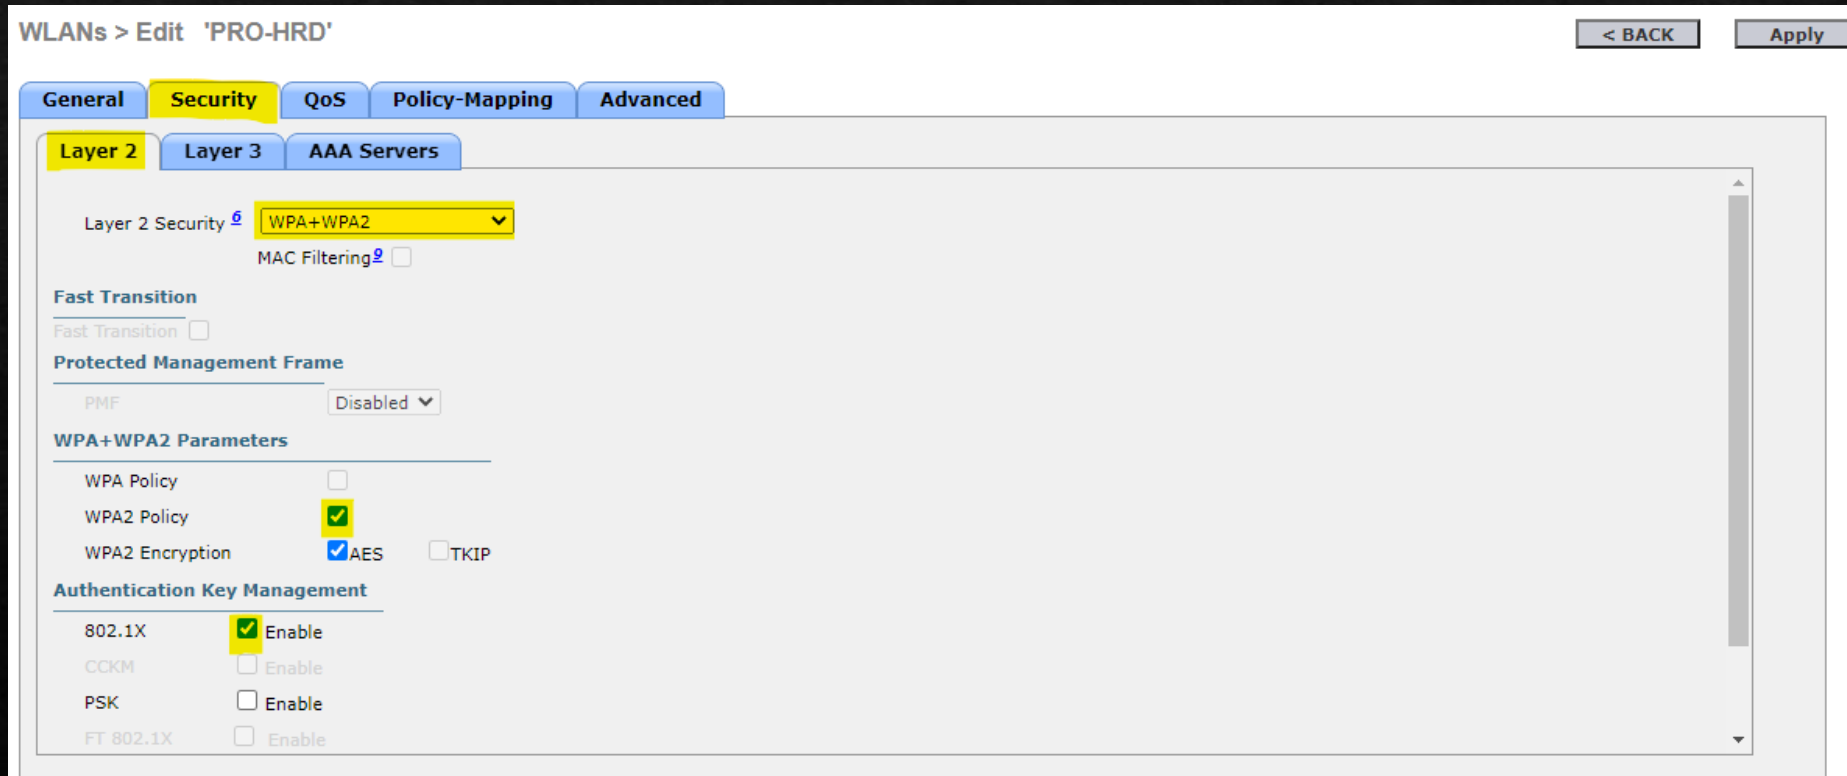 WLANs > Edit 'PRO-HRD'
< BACK
Apply
General
Security
QoS
Policy-Mapping
Advanced
Layer 2
Layer 3
AAA Servers
Layer 2 Security 6 WPA+WPA2
MAC Filtering 9
Fast Transition
Fast Transition
Protected Management Frame
PMF Disabled
WPA+WPA2 Parameters
WPA Policy
WPA2 Policy
WPA2 Encryption AES TKIP
Authentication Key Management
802.1X Enable
CCKM Enable
PSK Enable
FT 802.1X Enable